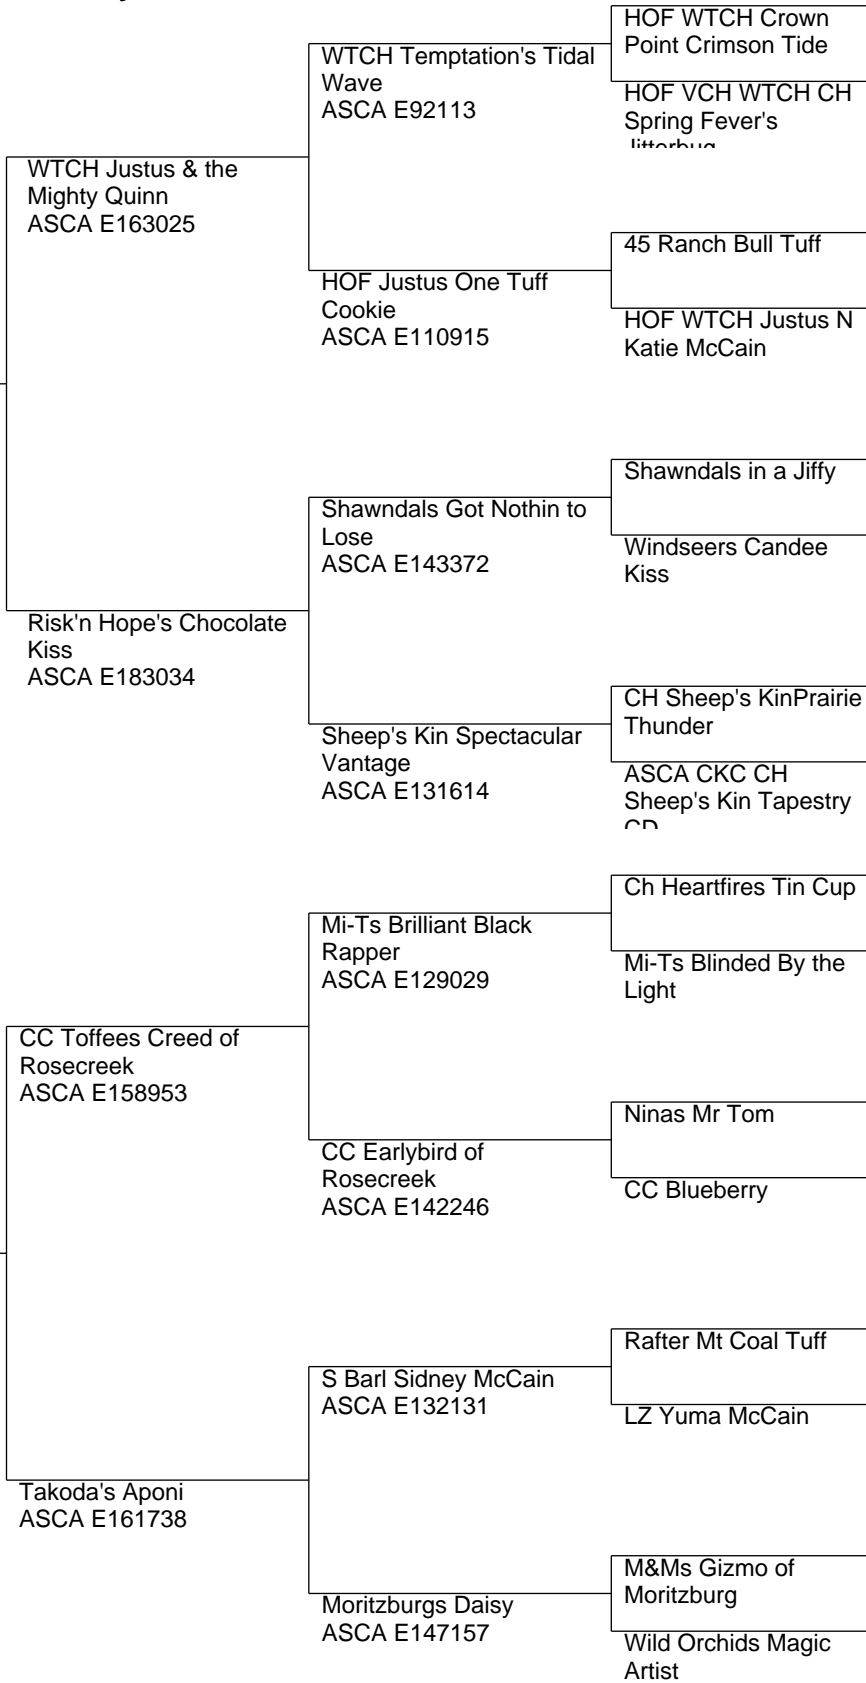 HOF WTCH Crown
Point Crimson Tide
WTCH Temptation's Tidal
Wave
ASCA E92113
HOF VCH WTCH CH
Spring Fever's
Jitterbug
WTCH Justus & the
Mighty Quinn
ASCA E163025
45 Ranch Bull Tuff
HOF Justus One Tuff
Cookie
ASCA E110915
HOF WTCH Justus N
Katie McCain
Shawndals in a Jiffy
Shawndals Got Nothin to
Lose
ASCA E143372
Windseers Candee
Kiss
Risk'n Hope's Chocolate
Kiss
ASCA E183034
CH Sheep's KinPrairie
Thunder
Sheep's Kin Spectacular
Vantage
ASCA E131614
ASCA CKC CH
Sheep's Kin Tapestry
CD
Ch Heartfires Tin Cup
Mi-Ts Brilliant Black
Rapper
ASCA E129029
Mi-Ts Blinded By the
Light
CC Toffees Creed of
Rosecreek
ASCA E158953
Ninas Mr Tom
CC Earlybird of
Rosecreek
ASCA E142246
CC Blueberry
Rafter Mt Coal Tuff
S Barl Sidney McCain
ASCA E132131
LZ Yuma McCain
Takoda's Aponi
ASCA E161738
M&Ms Gizmo of
Moritzburg
Moritzburgs Daisy
ASCA E147157
Wild Orchids Magic
Artist